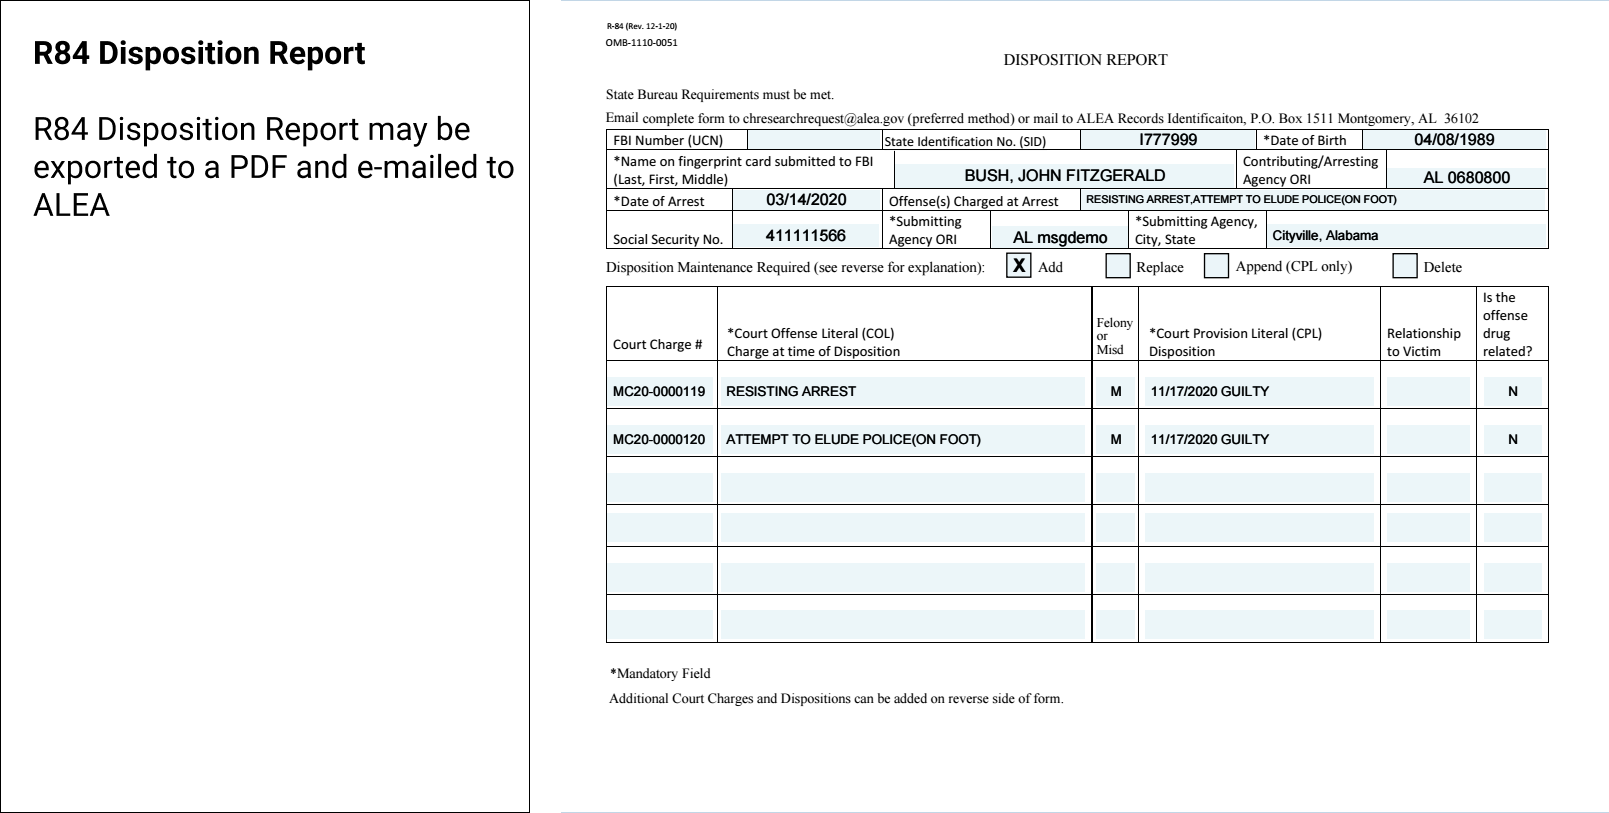 R84 Disposition Report
R84 Disposition Report may be
exported to a PDF and e-mailed to
ALEA
R-84 (Rev. 12-1-20)
OMB-1110-0051
DISPOSITION REPORT
State Bureau Requirements must be met.
Email complete form to chresearchrequest@alea.gov (preferred method) or mail to ALEA Records Identificaiton, P.O. Box 1511 Montgomery, AL 36102
FBI Number (UCN) State Identification No. (SID) I777999 *Date of Birth 04/08/1989
*Name on fingerprint card submitted to FBI
(Last, First, Middle) BUSH, JOHN FITZGERALD Contributing/Arresting
Agency ORI AL 0680800
*Date of Arrest 03/14/2020 Offense(s) Charged at Arrest RESISTING ARREST,ATTEMPT TO ELUDE POLICE(ON FOOT)
Social Security No. 411111566 *Submitting
Agency ORI AL msgdemo *Submitting Agency,
City, State Cityville, Alabama
Disposition Maintenance Required (see reverse for explanation): X Add Replace Append (CPL only) Delete
Court Charge #
*Court Offense Literal (COL)
Charge at time of Disposition
Felony
or
Misd
*Court Provision Literal (CPL)
Disposition
Relationship
to Victim
Is the
offense
drug
related?
MC20-0000119 RESISTING ARREST M 11/17/2020 GUILTY N
MC20-0000120 ATTEMPT TO ELUDE POLICE(ON FOOT) M 11/17/2020 GUILTY N
*Mandatory Field
Additional Court Charges and Dispositions can be added on reverse side of form.